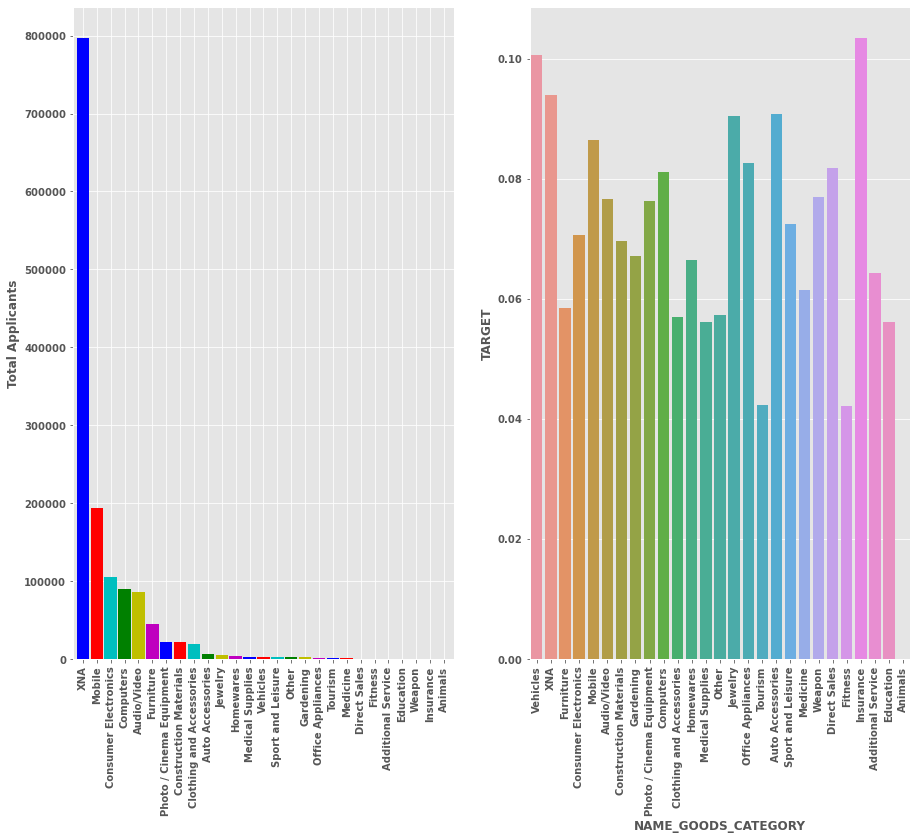 800000
700000
600000
500000
400000
300000
200000
100000
0
Total Applicants
XNA
Mobile
Consumer Electronics
Computers
Audio/Video
Furniture
Photo / Cinema Equipment
Construction Materials
Clothing and Accessories
Auto Accessories
Jewelry
Homewares
Medical Supplies
Vehicles
Sport and Leisure
Other
Gardening
Office Appliances
Tourism
Medicine
Direct Sales
Fitness
Additional Service
Education
Weapon
Insurance
Animals
0.10
0.08
0.06
0.04
0.02
0.00
TARGET
Vehicles
XNA
Furniture
Consumer Electronics
Mobile
Audio/Video
Construction Materials
Gardening
Photo / Cinema Equipment
Computers
Clothing and Accessories
Homewares
Medical Supplies
Other
Jewelry
Office Appliances
Tourism
Auto Accessories
Sport and Leisure
Medicine
Weapon
Direct Sales
Fitness
Insurance
Additional Service
Education
Animals
NAME_GOODS_CATEGORY